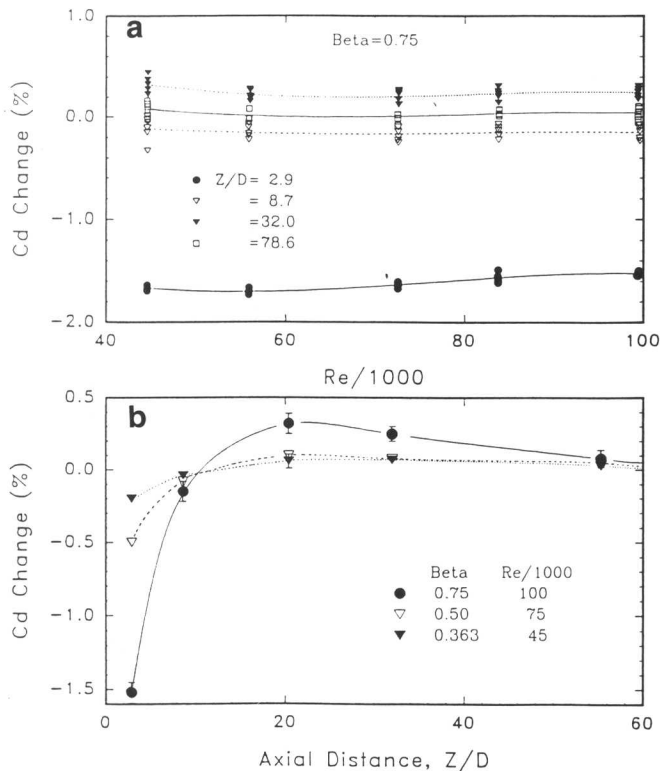 a
Beta=0.75
1.0
0.0
-1.0
-2.0
Cd Change (%)
Z/D= 2.9
= 8.7
= 32.0
=78.6
40
60
80
100
Re/1000
b
0.5
0.0
-0.5
-1.0
-1.5
Cd Change (%)
Beta Re/1000
0.75 100
0.50 75
0.363 45
0
20
40
60
Axial Distance, Z/D